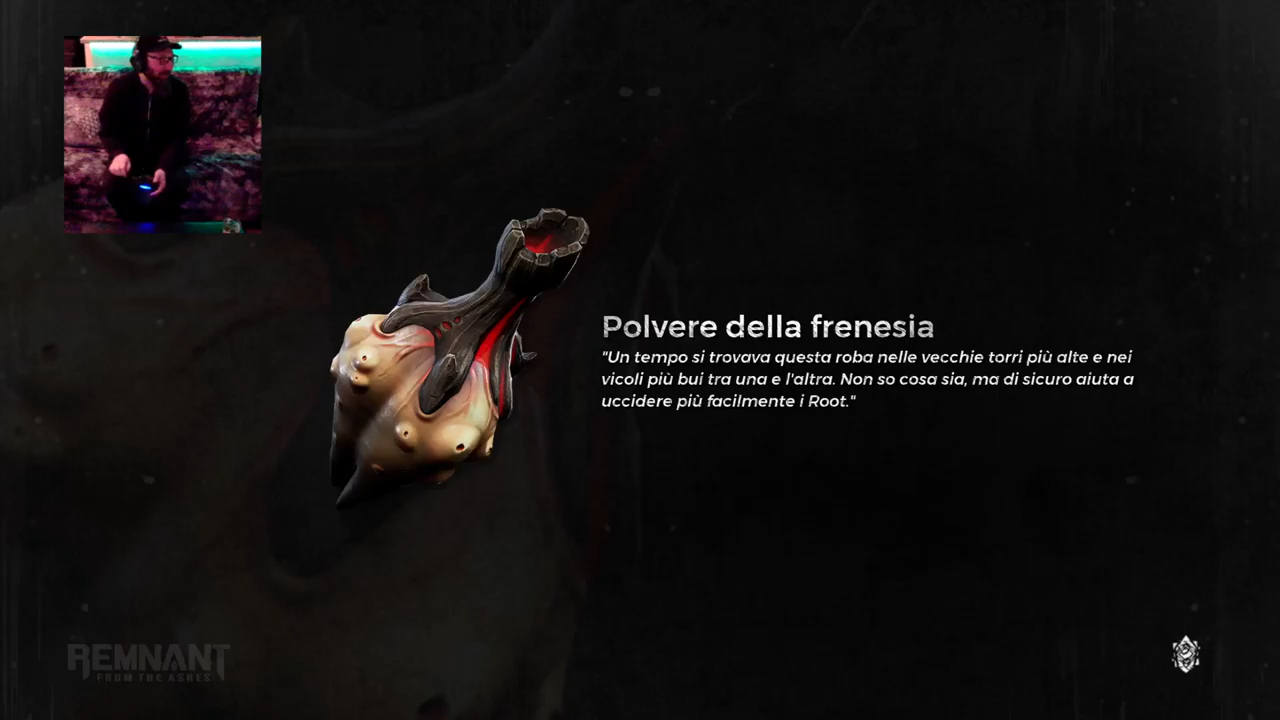 Polvere della frenesia
"Un tempo si trovava questa roba nelle vecchie torri più alte e nei
vicoli più bui tra una e l'altra. Non so cosa sia, ma di sicuro aiuta a
uccidere più facilmente i Root."
REMNANT
FROM THE ASHES